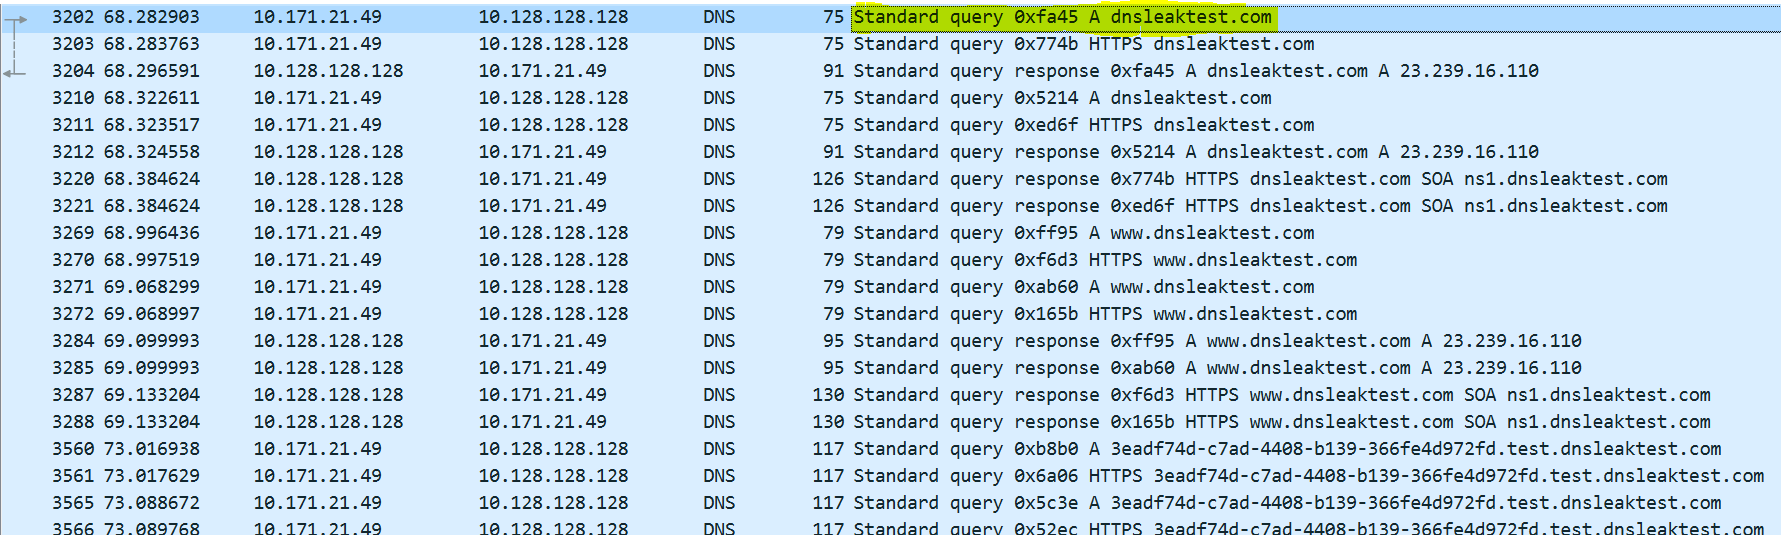 3202 68.282903 10.171.21.49 10.128.128.128 DNS 75 Standard query 0xfa45 A dnsleaktest.com
3203 68.283763 10.171.21.49 10.128.128.128 DNS 75 Standard query 0x774b HTTPS dnsleaktest.com
3204 68.296591 10.128.128.128 10.171.21.49 DNS 91 Standard query response 0xfa45 A dnsleaktest.com A 23.239.16.110
3210 68.322611 10.171.21.49 10.128.128.128 DNS 75 Standard query 0x5214 A dnsleaktest.com
3211 68.323517 10.171.21.49 10.128.128.128 DNS 75 Standard query 0xed6f HTTPS dnsleaktest.com
3212 68.324558 10.128.128.128 10.171.21.49 DNS 91 Standard query response 0x5214 A dnsleaktest.com A 23.239.16.110
3220 68.384624 10.128.128.128 10.171.21.49 DNS 126 Standard query response 0x774b HTTPS dnsleaktest.com SOA ns1.dnsleaktest.com
3221 68.384624 10.128.128.128 10.171.21.49 DNS 126 Standard query response 0xed6f HTTPS dnsleaktest.com SOA ns1.dnsleaktest.com
3269 68.996436 10.171.21.49 10.128.128.128 DNS 79 Standard query 0xff95 A www.dnsleaktest.com
3270 68.997519 10.171.21.49 10.128.128.128 DNS 79 Standard query 0xf6d3 HTTPS www.dnsleaktest.com
3271 69.068299 10.171.21.49 10.128.128.128 DNS 79 Standard query 0xab60 A www.dnsleaktest.com
3272 69.068997 10.171.21.49 10.128.128.128 DNS 79 Standard query 0x165b HTTPS www.dnsleaktest.com
3284 69.099993 10.128.128.128 10.171.21.49 DNS 95 Standard query response 0xff95 A www.dnsleaktest.com A 23.239.16.110
3285 69.099993 10.128.128.128 10.171.21.49 DNS 95 Standard query response 0xab60 A www.dnsleaktest.com A 23.239.16.110
3287 69.133204 10.128.128.128 10.171.21.49 DNS 130 Standard query response 0xf6d3 HTTPS www.dnsleaktest.com SOA ns1.dnsleaktest.com
3288 69.133204 10.128.128.128 10.171.21.49 DNS 130 Standard query response 0x165b HTTPS www.dnsleaktest.com SOA ns1.dnsleaktest.com
3560 73.016938 10.171.21.49 10.128.128.128 DNS 117 Standard query 0xb8b0 A 3eadf74d-c7ad-4408-b139-366fe4d972fd.test.dnsleaktest.com
3561 73.017629 10.171.21.49 10.128.128.128 DNS 117 Standard query 0x6a06 HTTPS 3eadf74d-c7ad-4408-b139-366fe4d972fd.test.dnsleaktest.com
3565 73.088672 10.171.21.49 10.128.128.128 DNS 117 Standard query 0x5c3e A 3eadf74d-c7ad-4408-b139-366fe4d972fd.test.dnsleaktest.com
3566 73.089768 10.171.21.49 10.128.128.128 DNS 117 Standard query 0x52ec HTTPS 3eadf74d-c7ad-4408-b139-366fe4d972fd.test.dnsleaktest.com